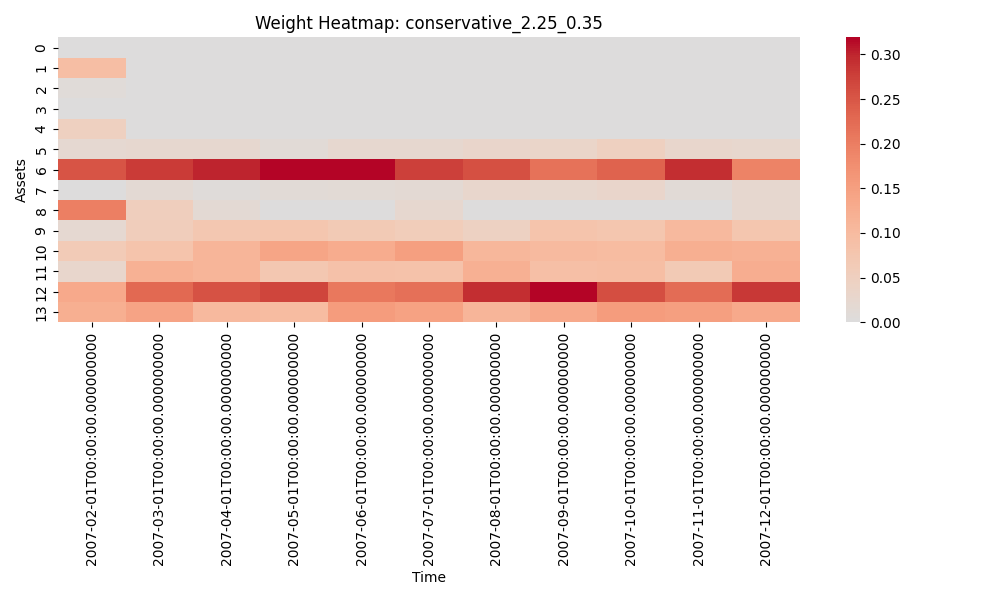 Weight Heatmap: conservative_2.25_0.35
Assets
0
1
2
3
4
5
6
7
8
9
10
11
12
13
2007-02-01T00:00:00.000000000
2007-03-01T00:00:00.000000000
2007-04-01T00:00:00.000000000
2007-05-01T00:00:00.000000000
2007-06-01T00:00:00.000000000
2007-07-01T00:00:00.000000000
2007-08-01T00:00:00.000000000
2007-09-01T00:00:00.000000000
2007-10-01T00:00:00.000000000
2007-11-01T00:00:00.000000000
2007-12-01T00:00:00.000000000
Time
0.30
0.25
0.20
0.15
0.10
0.05
0.00